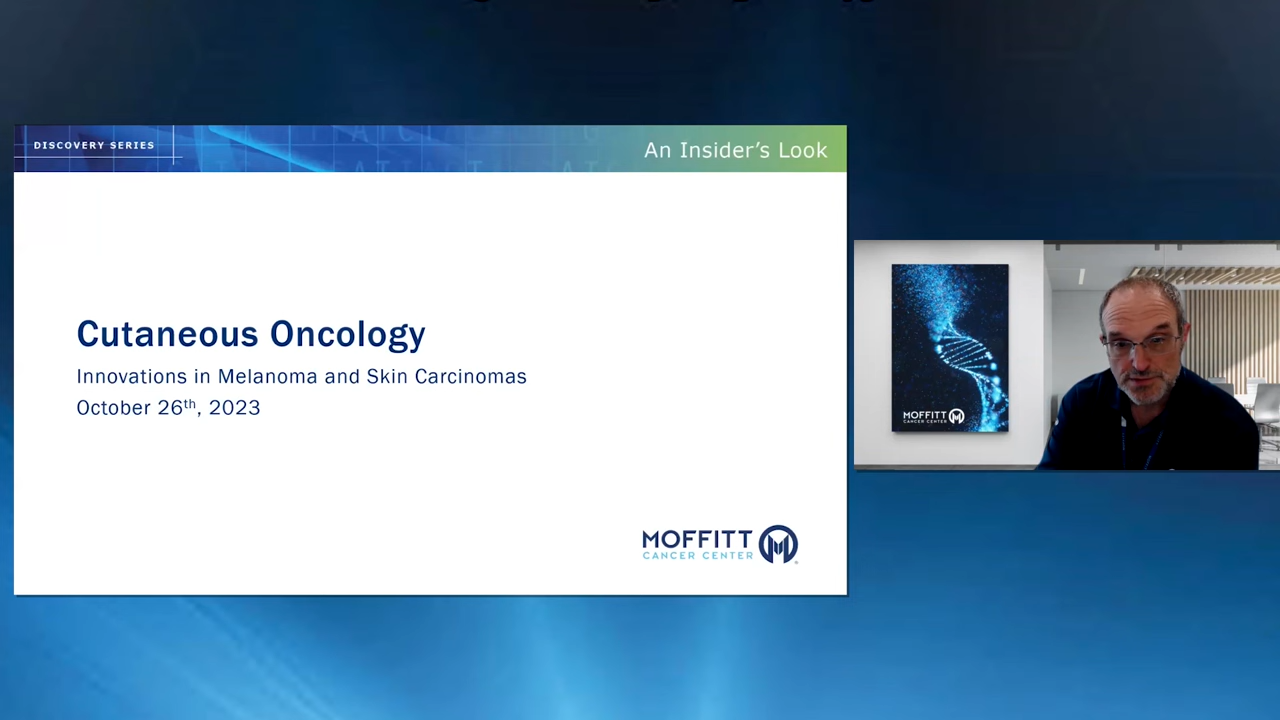 DISCOVERY SERIES
An Insider's Look
Cutaneous Oncology
Innovations in Melanoma and Skin Carcinomas
October 26th, 2023
MOFFITT
CANCER CENTER
MOFFITT
CANCER CENTER